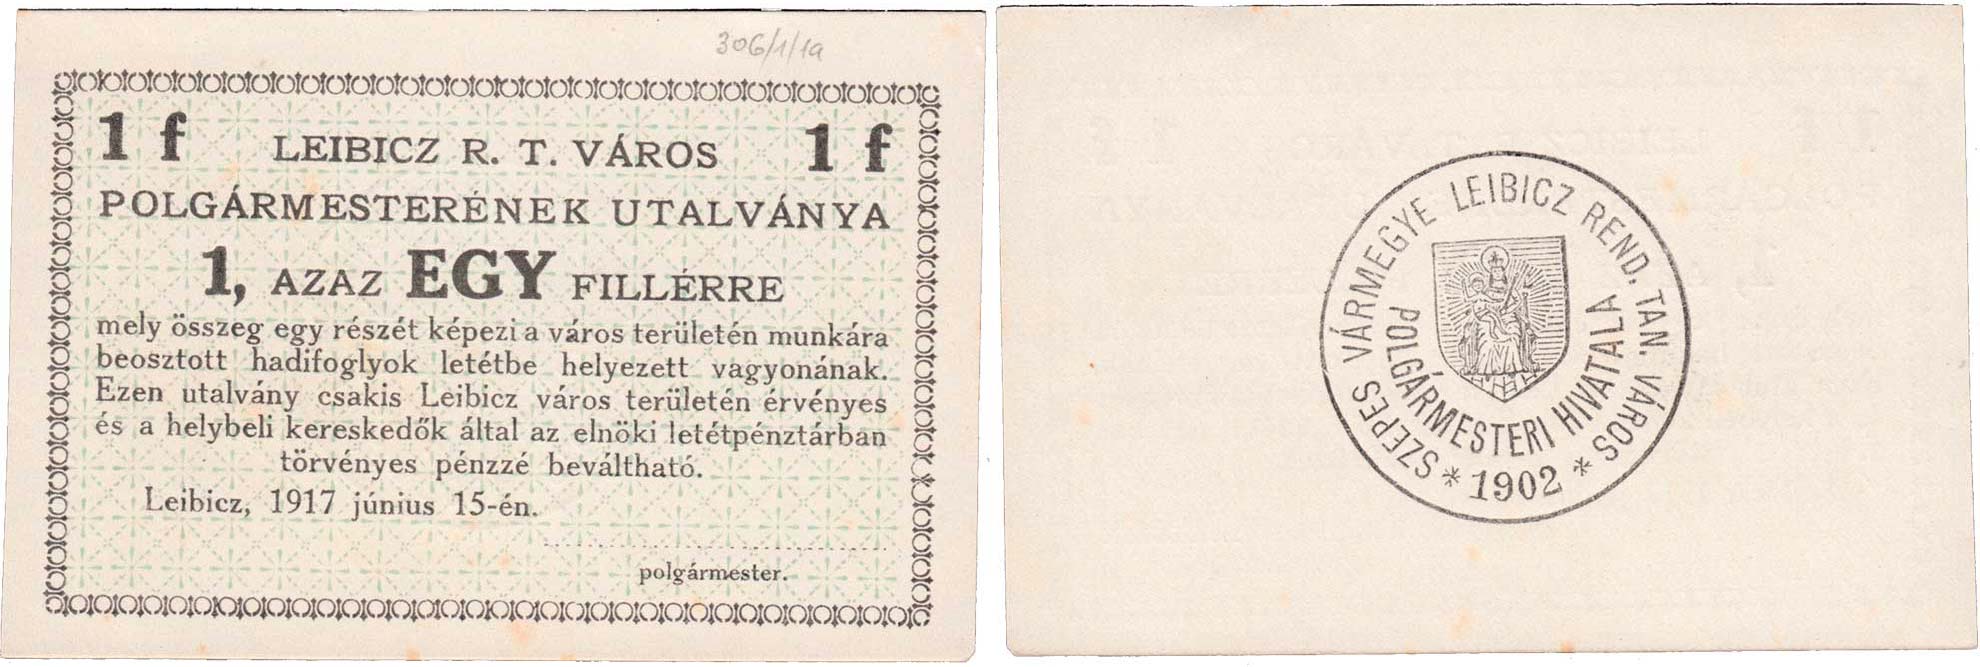 306/1/1a
1 f LEIBICZ R. T. VÁROS 1 f
POLGÁRMESTERÉNEK UTALVÁNYA
1, AZAZ EGY FILLÉRRE
mely összeg egy részét képezi a város területén munkára
beosztott hadifoglyok letétbe helyezett vagyonának.
Ezen utalvány csakis Leibicz város területén érvényes
és a helybeli kereskedők által az elnöki letétpénztárban
törvényes pénzzé beváltható.
Leibicz, 1917 június 15-én.
polgármester.
SZEPES VÁRMEGYE LEIBICZ REND. TAN. VÁROS
POLGÁRMESTERI HIVATALA
* 1902 *